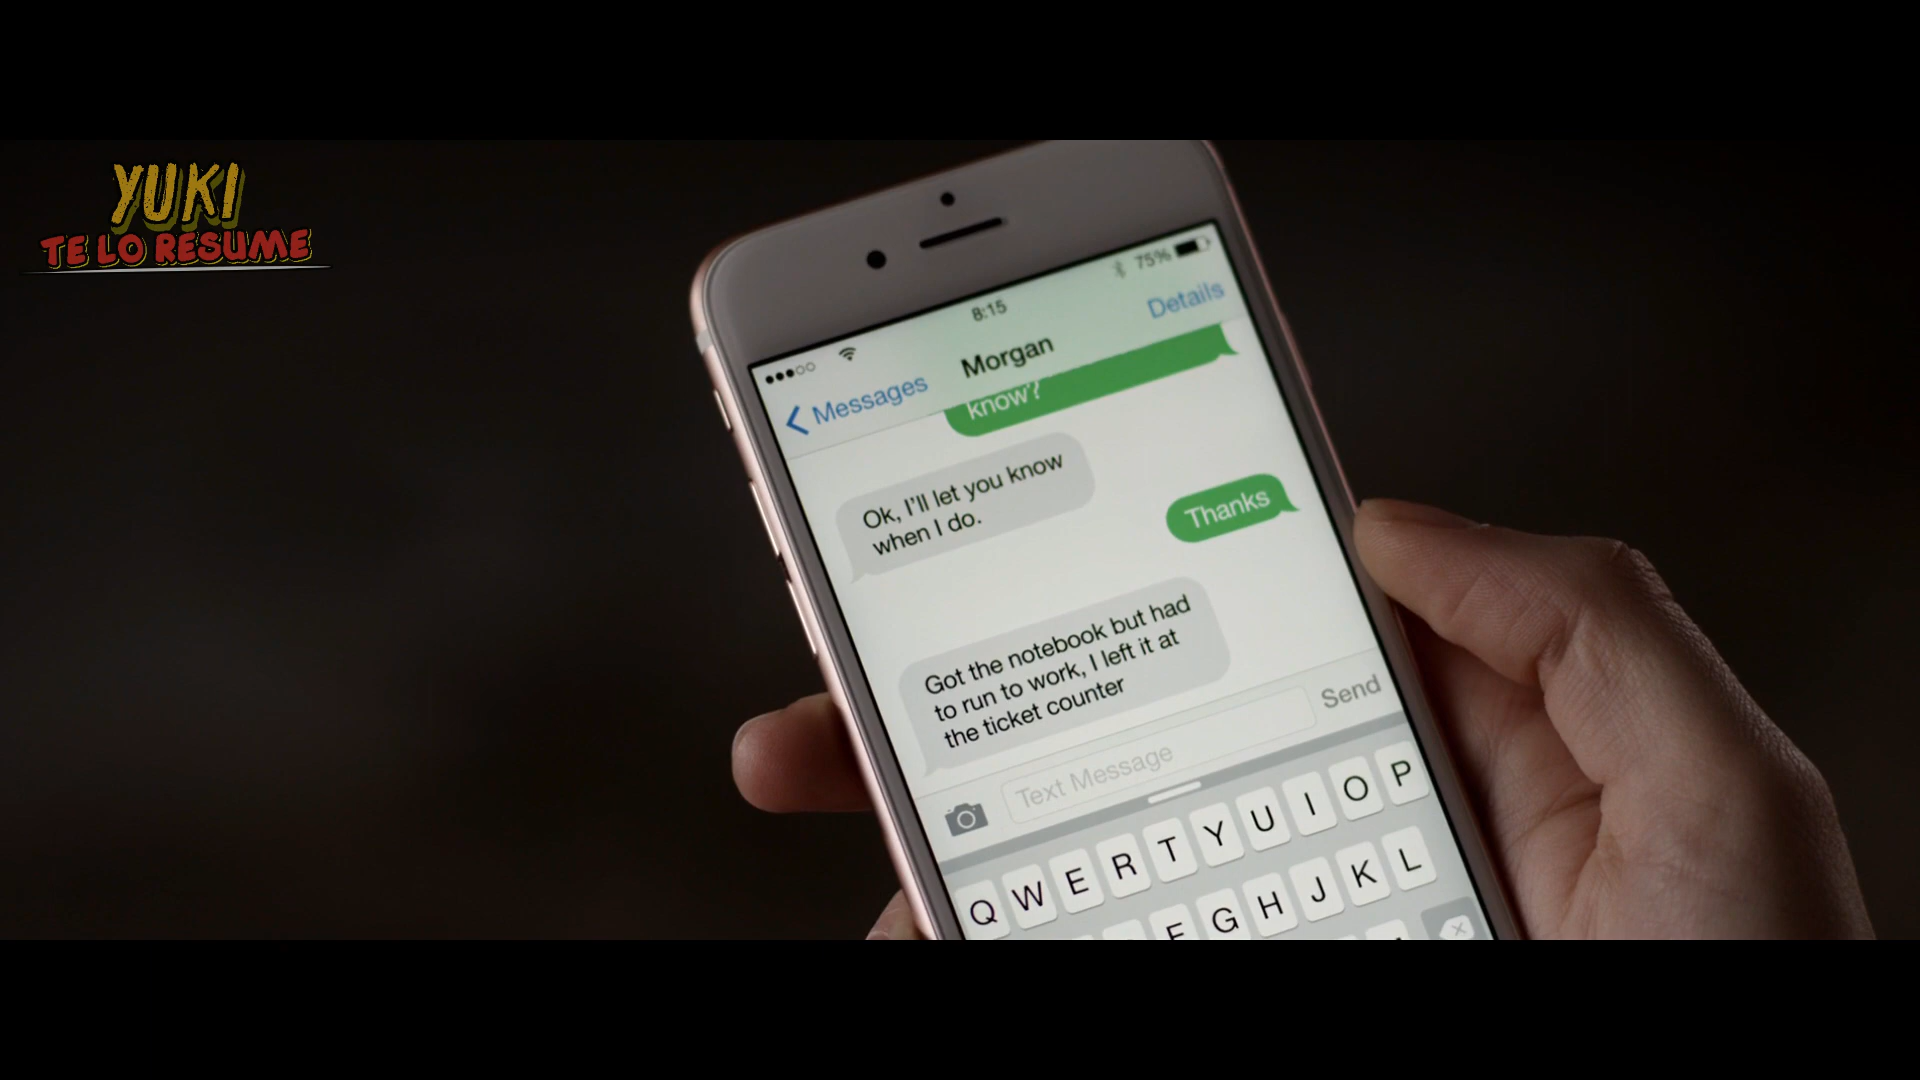 YUKI
TE LO RESUME
8:15
75%
Messages
Morgan
Details
know?
Ok, I'll let you know
when I do.
Thanks
Got the notebook but had
to run to work, I left it at
the ticket counter
Text Message
Send
Q W E R T Y U I O P
F G H J K L